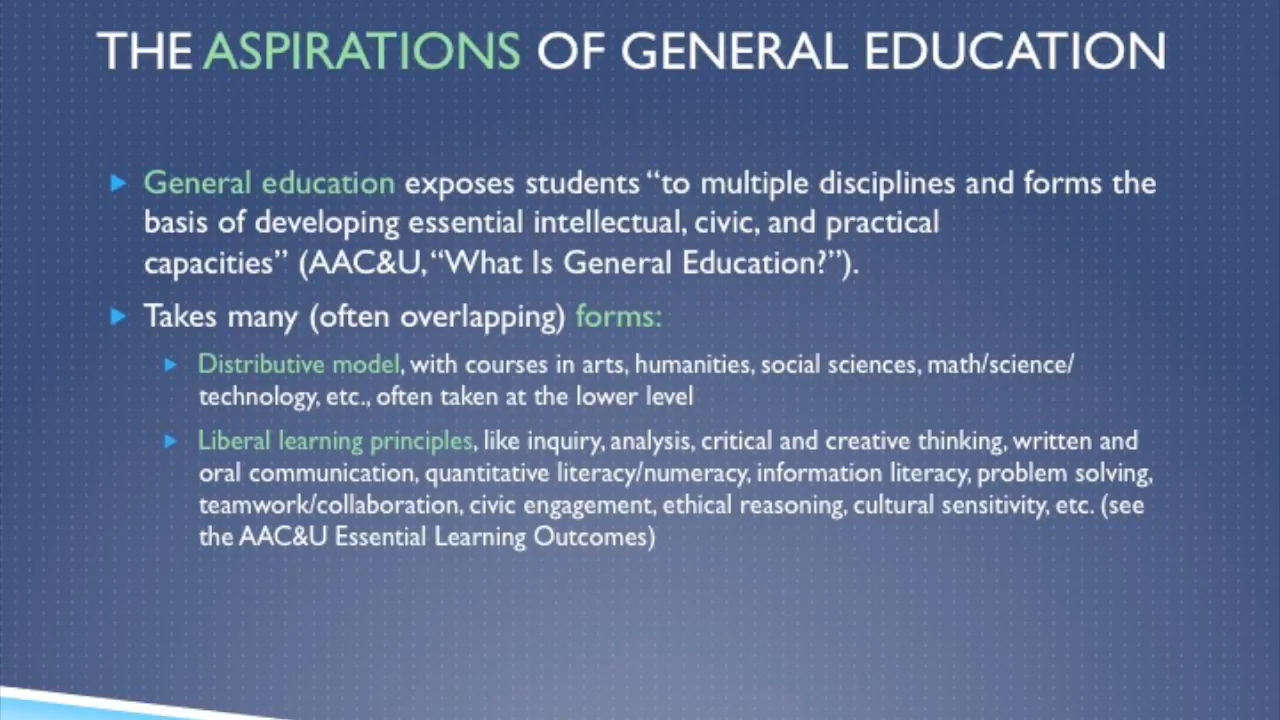 THE ASPIRATIONS OF GENERAL EDUCATION
General education exposes students “to multiple disciplines and forms the
basis of developing essential intellectual, civic, and practical
capacities” (AAC&U, “What Is General Education?”).
Takes many (often overlapping) forms:
Distributive model, with courses in arts, humanities, social sciences, math/science/
technology, etc., often taken at the lower level
Liberal learning principles, like inquiry, analysis, critical and creative thinking, written and
oral communication, quantitative literacy/numeracy, information literacy, problem solving,
teamwork/collaboration, civic engagement, ethical reasoning, cultural sensitivity, etc. (see
the AAC&U Essential Learning Outcomes)